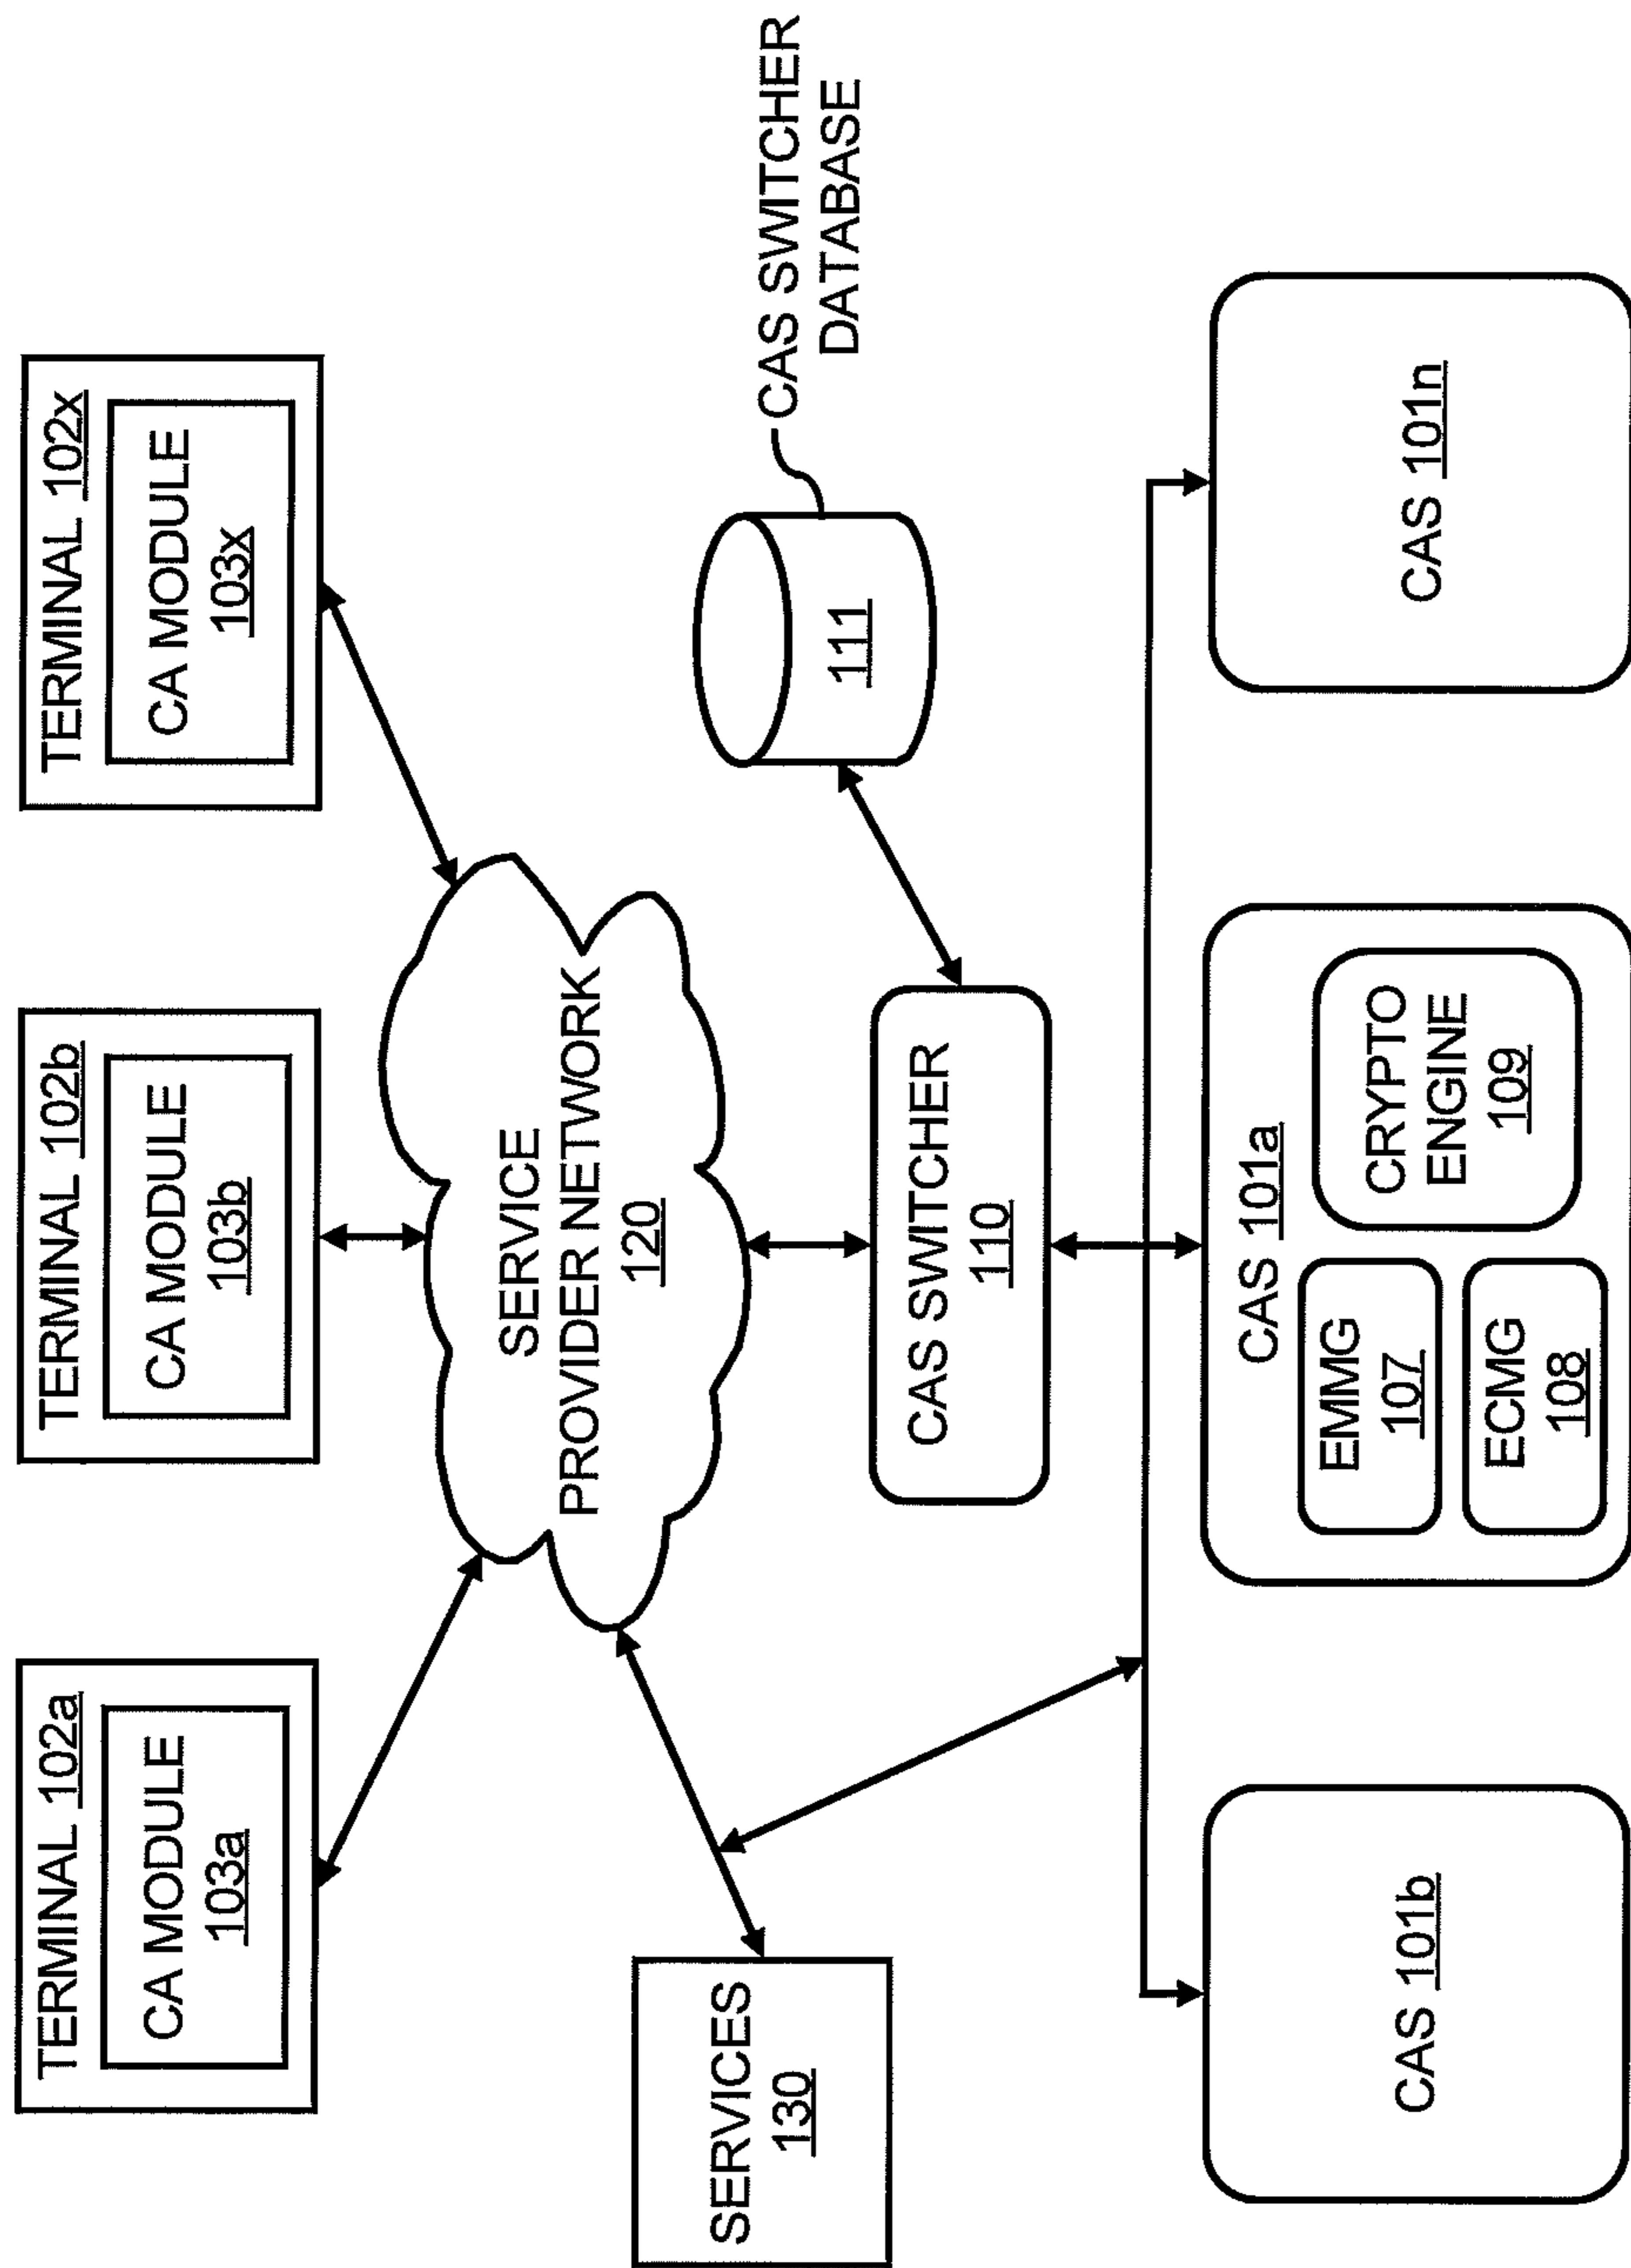 TERMINAL 102a
CA MODULE
103a
TERMINAL 102b
CA MODULE
103b
TERMINAL 102x
CA MODULE
103x
SERVICE
PROVIDER NETWORK
120
SERVICES
130
CAS SWITCHER
110
111
CAS SWITCHER
DATABASE
CAS 101b
CAS 101a
EMMG
107
ECMG
108
CRYPTO
ENGINE
109
CAS 101n